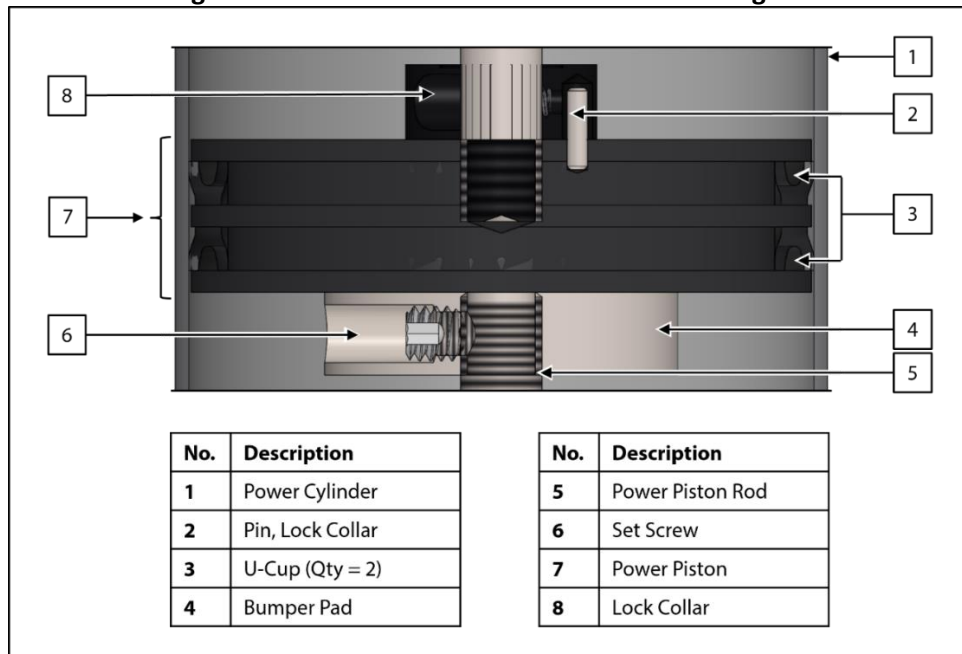 1
8
2
7
3
6
4
5
No. Description
1 Power Cylinder
2 Pin, Lock Collar
3 U-Cup (Qty = 2)
4 Bumper Pad
No. Description
5 Power Piston Rod
6 Set Screw
7 Power Piston
8 Lock Collar